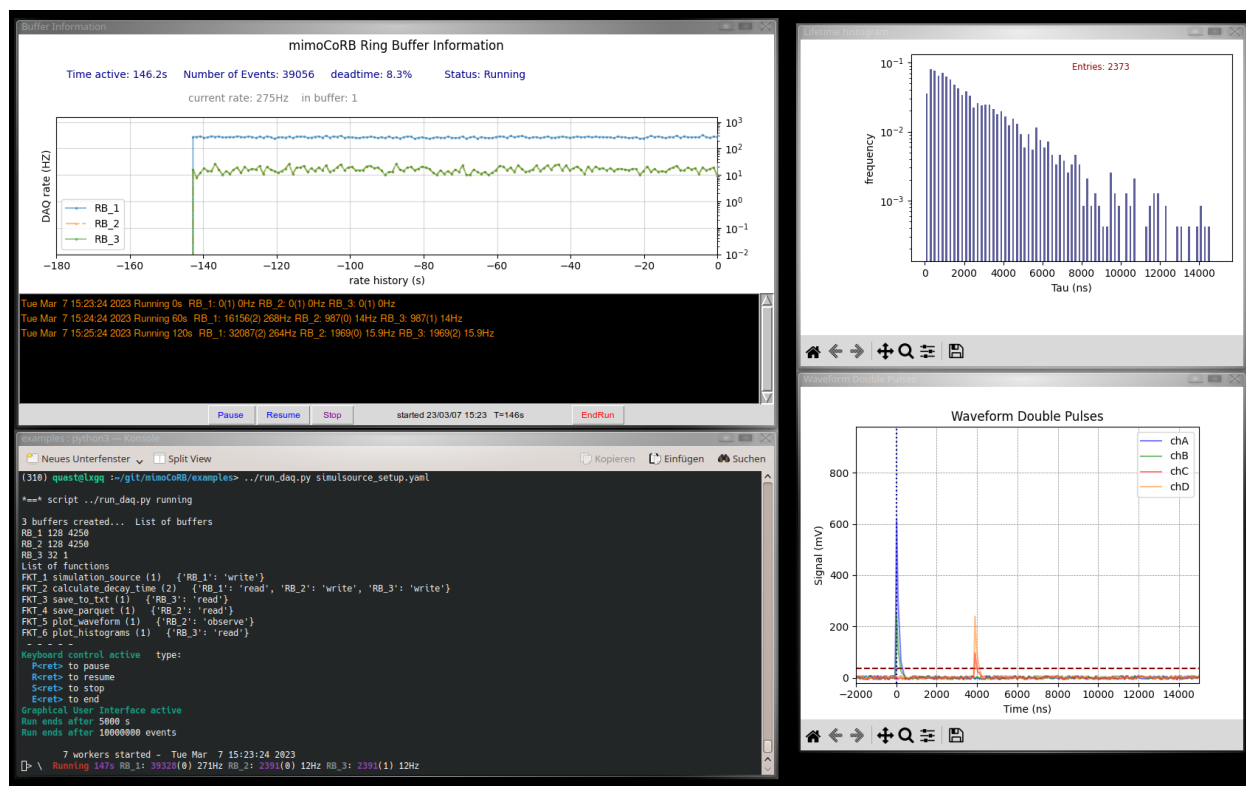 Buffer Information
mimoCoRB Ring Buffer Information
Time active: 146.2s Number of Events: 39056 deadtime: 8.3% Status: Running
current rate: 275Hz in buffer: 1
DAQ rate (HZ)
10³
10²
10¹
10⁰
10⁻¹
10⁻²
RB_1
RB_2
RB_3
−180 −160 −140 −120 −100 −80 −60 −40 −20 0
rate history (s)
Tue Mar 7 15:23:24 2023 Running 0s RB_1: 0(1) 0Hz RB_2: 0(1) 0Hz RB_3: 0(1) 0Hz
Tue Mar 7 15:24:24 2023 Running 60s RB_1: 16156(2) 268Hz RB_2: 987(0) 14Hz RB_3: 987(1) 14Hz
Tue Mar 7 15:25:24 2023 Running 120s RB_1: 32087(2) 264Hz RB_2: 1969(0) 15.9Hz RB_3: 1969(2) 15.9Hz
Pause Resume Stop started 23/03/07 15:23 T=146s EndRun
examples : python3 — Konsole
Neues Unterfenster Split View Kopieren Einfügen Suchen
(310) quast@lxgq :~/git/mimoCoRB/examples> ../run_daq.py simulsource_setup.yaml
*==* script ../run_daq.py running
3 buffers created... List of buffers
RB_1 128 4250
RB_2 128 4250
RB_3 32 1
List of functions
FKT_1 simulation_source (1) {'RB_1': 'write'}
FKT_2 calculate_decay_time (2) {'RB_1': 'read', 'RB_2': 'write', 'RB_3': 'write'}
FKT_3 save_to_txt (1) {'RB_3': 'read'}
FKT_4 save_parquet (1) {'RB_2': 'read'}
FKT_5 plot_waveform (1) {'RB_2': 'observe'}
FKT_6 plot_histograms (1) {'RB_3': 'read'}
- - - - -
Keyboard control active type:
P<ret> to pause
R<ret> to resume
S<ret> to stop
E<ret> to end
Graphical User Interface active
Run ends after 5000 s
Run ends after 10000000 events
7 workers started - Tue Mar 7 15:23:24 2023
> \ Running 147s RB_1: 39328(0) 271Hz RB_2: 2391(0) 12Hz RB_3: 2391(1) 12Hz
Lifetime histogram
Entries: 2373
frequency
10⁻¹
10⁻²
10⁻³
0 2000 4000 6000 8000 10000 12000 14000
Tau (ns)
Waveform Double Pulses
Waveform Double Pulses
chA
chB
chC
chD
Signal (mV)
800
600
400
200
0
−2000 0 2000 4000 6000 8000 10000 12000 14000
Time (ns)